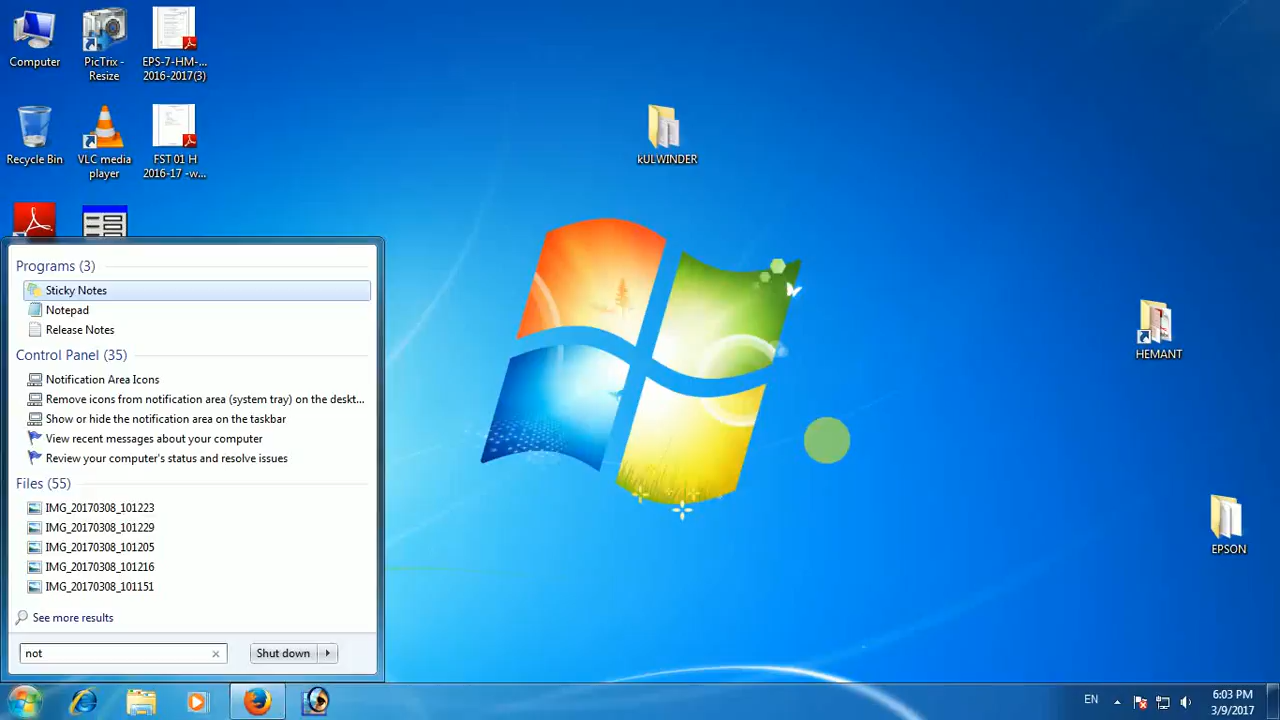 Computer
PicTrix -
Resize
EPS-7-HM-...
2016-2017(3)
Recycle Bin
VLC media
player
FST 01 H
2016-17 -w...
kULWINDER
HEMANT
EPSON
Programs (3)
Sticky Notes
Notepad
Release Notes
Control Panel (35)
Notification Area Icons
Remove icons from notification area (system tray) on the deskt...
Show or hide the notification area on the taskbar
View recent messages about your computer
Review your computer's status and resolve issues
Files (55)
IMG_20170308_101223
IMG_20170308_101229
IMG_20170308_101205
IMG_20170308_101216
IMG_20170308_101151
See more results
not
Shut down
EN
6:03 PM
3/9/2017